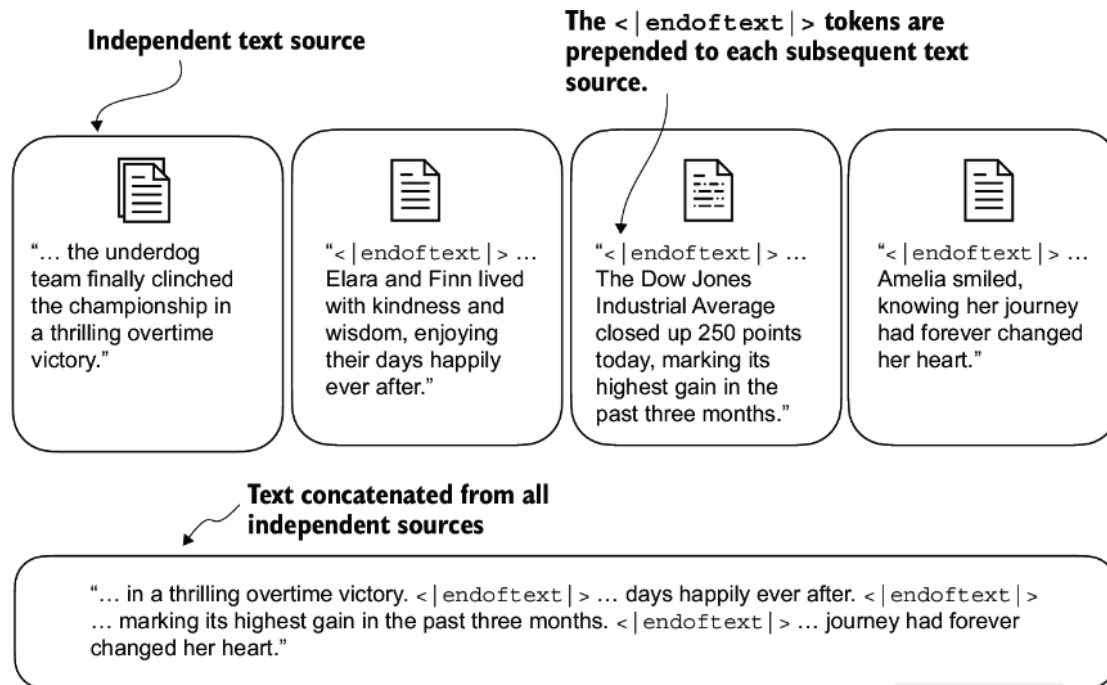 Independent text source
The <|endoftext|> tokens are
prepended to each subsequent text
source.
“… the underdog
team finally clinched
the championship in
a thrilling overtime
victory.”
“<|endoftext|> …
Elara and Finn lived
with kindness and
wisdom, enjoying
their days happily
ever after.”
“<|endoftext|> …
The Dow Jones
Industrial Average
closed up 250 points
today, marking its
highest gain in the
past three months.”
“<|endoftext|> …
Amelia smiled,
knowing her journey
had forever changed
her heart.”
Text concatenated from all
independent sources
“… in a thrilling overtime victory. <|endoftext|> … days happily ever after. <|endoftext|>
… marking its highest gain in the past three months. <|endoftext|> … journey had forever
changed her heart.”